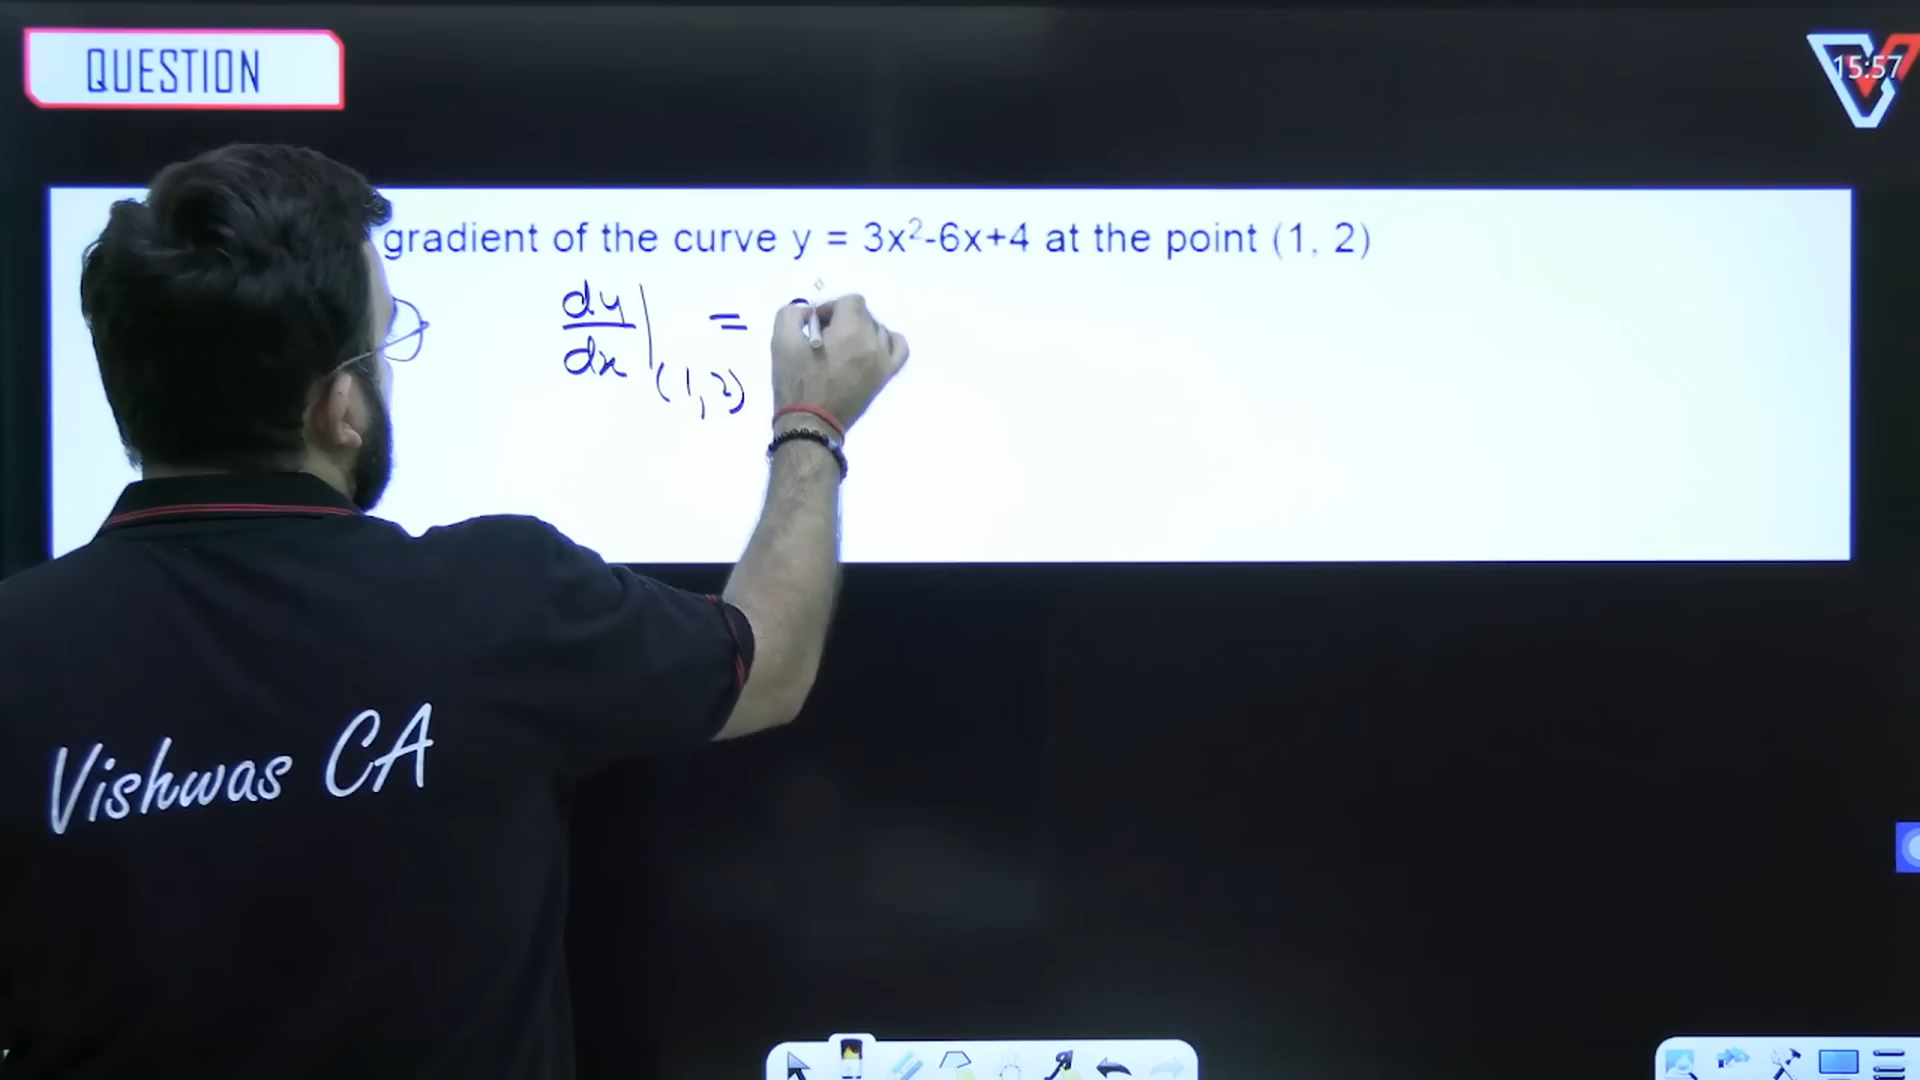 QUESTION
15:57
gradient of the curve y = 3x²-6x+4 at the point (1, 2)
dy/dx|(1,2) =
Vishwas CA